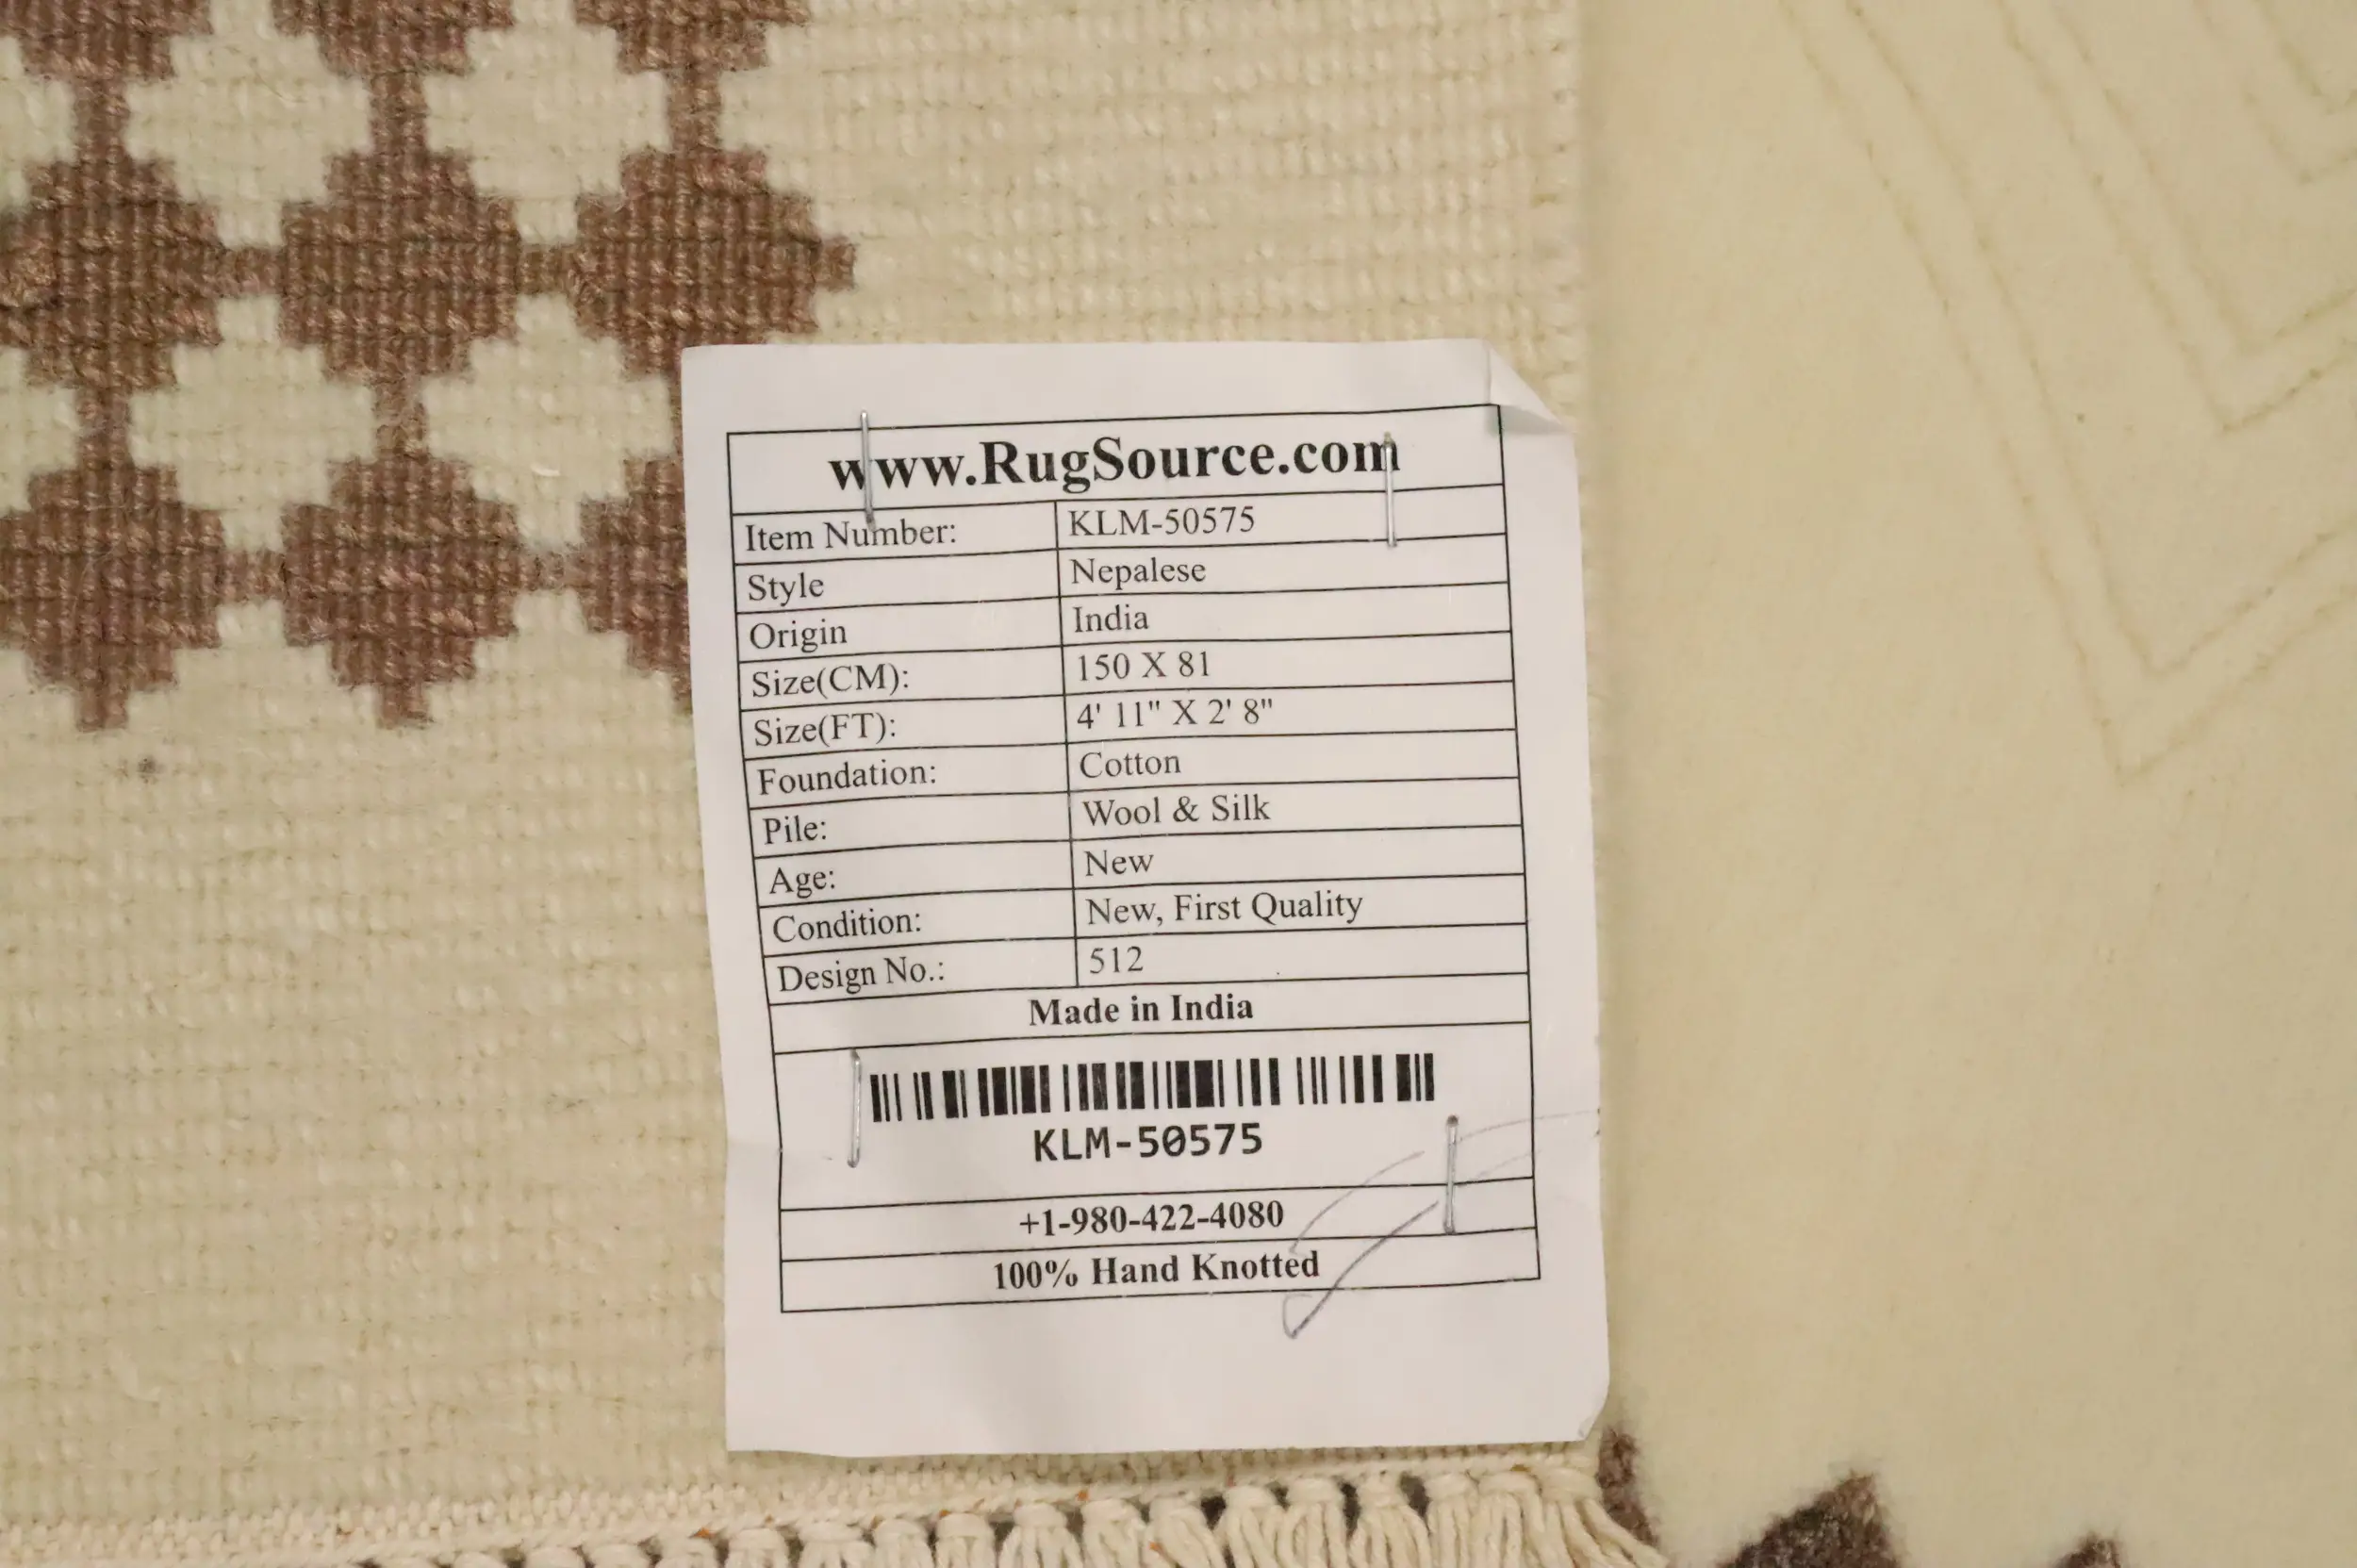 www.RugSource.com
Item Number: KLM-50575
Style Nepalese
Origin India
Size(CM): 150 X 81
Size(FT): 4' 11" X 2' 8"
Foundation: Cotton
Pile: Wool & Silk
Age: New
Condition: New, First Quality
Design No.: 512
Made in India
KLM-50575
+1-980-422-4080
100% Hand Knotted